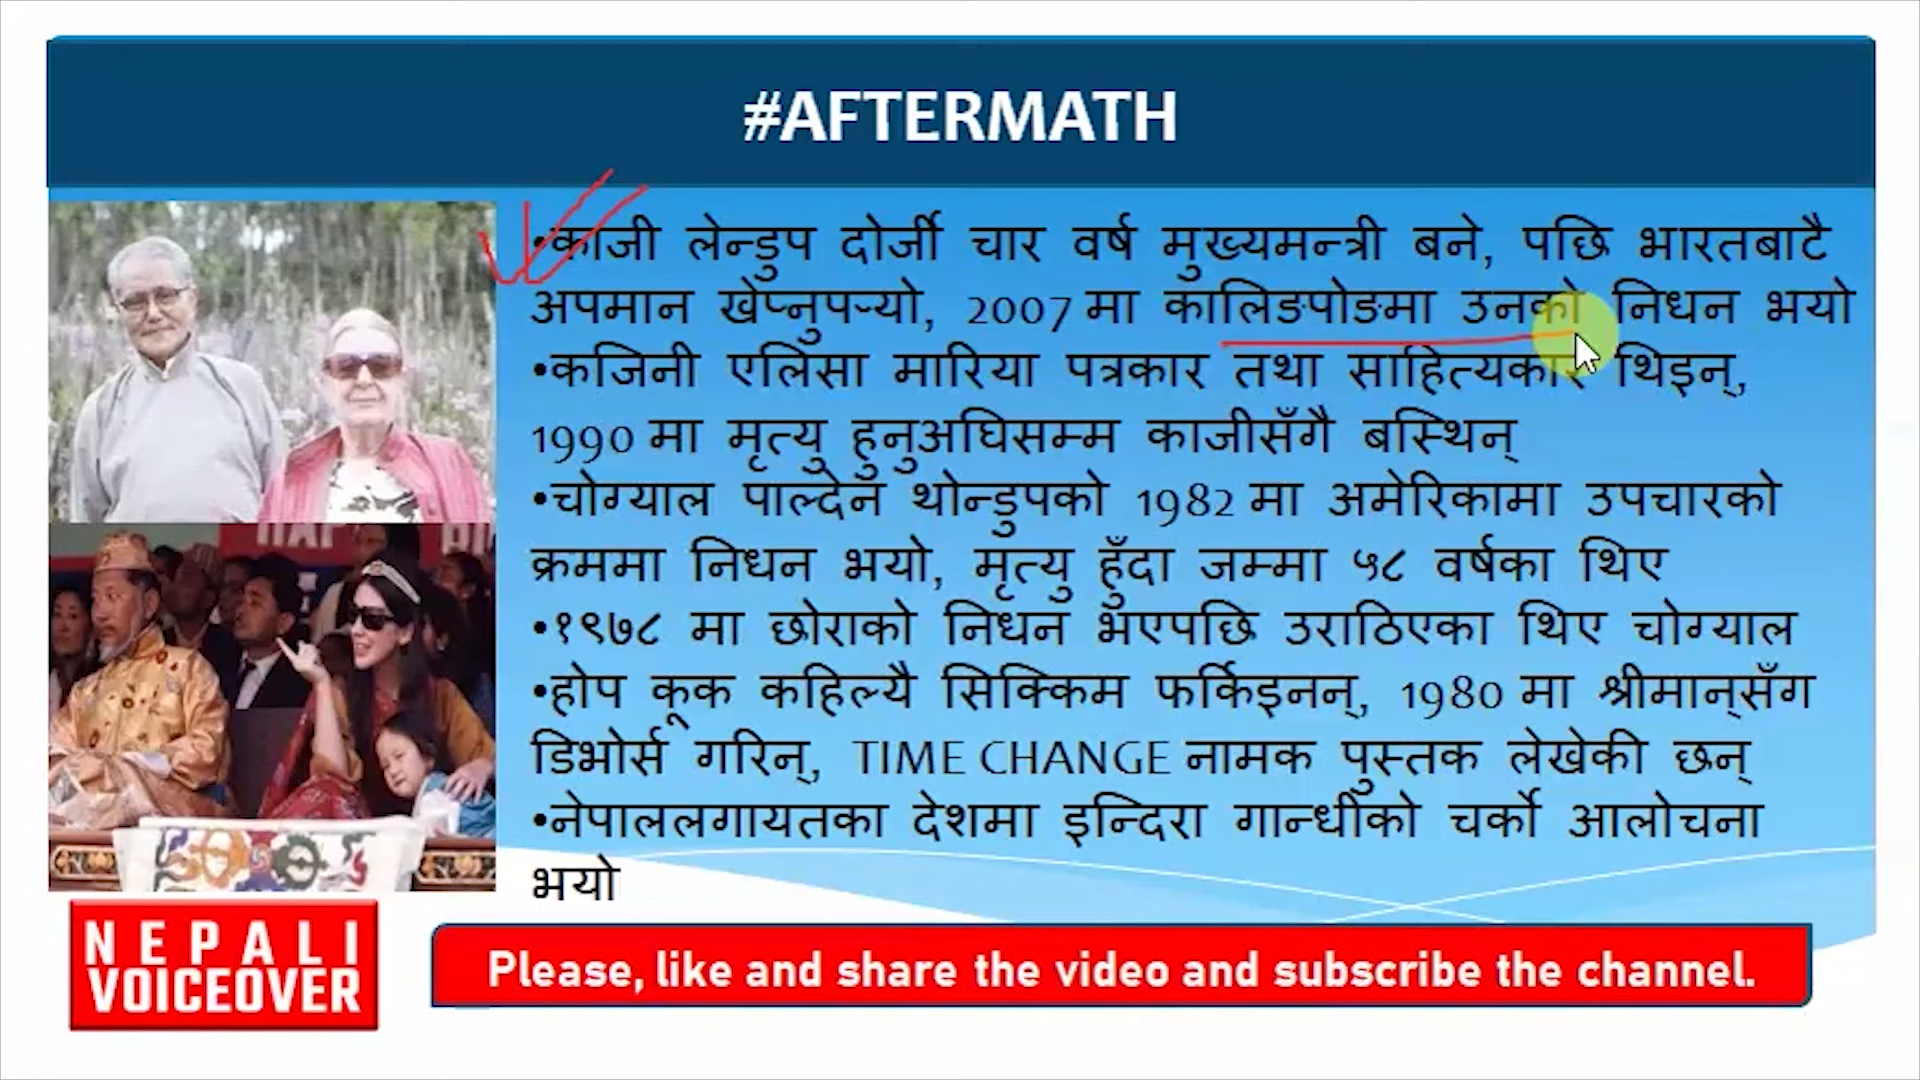 #AFTERMATH
•काजी लेन्डुप दोर्जी चार वर्ष मुख्यमन्त्री बने, पछि भारतबाटै
अपमान खेप्नुपर्‍यो, 2007 मा कालिङपोङमा उनको निधन भयो
•कजिनी एलिसा मारिया पत्रकार तथा साहित्यकार थिइन्,
1990 मा मृत्यु हुनुअघिसम्म काजीसँगै बस्थिन्
•चोग्याल पाल्देन थोन्डुपको 1982 मा अमेरिकामा उपचारको
क्रममा निधन भयो, मृत्यु हुँदा जम्मा ५८ वर्षका थिए
•१९७८ मा छोराको निधन भएपछि उराठिएका थिए चोग्याल
•होप कूक कहिल्यै सिक्किम फर्किइनन्, 1980 मा श्रीमान्‌सँग
डिभोर्स गरिन्, TIME CHANGE नामक पुस्तक लेखेकी छन्
•नेपाललगायतका देशमा इन्दिरा गान्धीको चर्को आलोचना
भयो
NEPALI
VOICEOVER
Please, like and share the video and subscribe the channel.